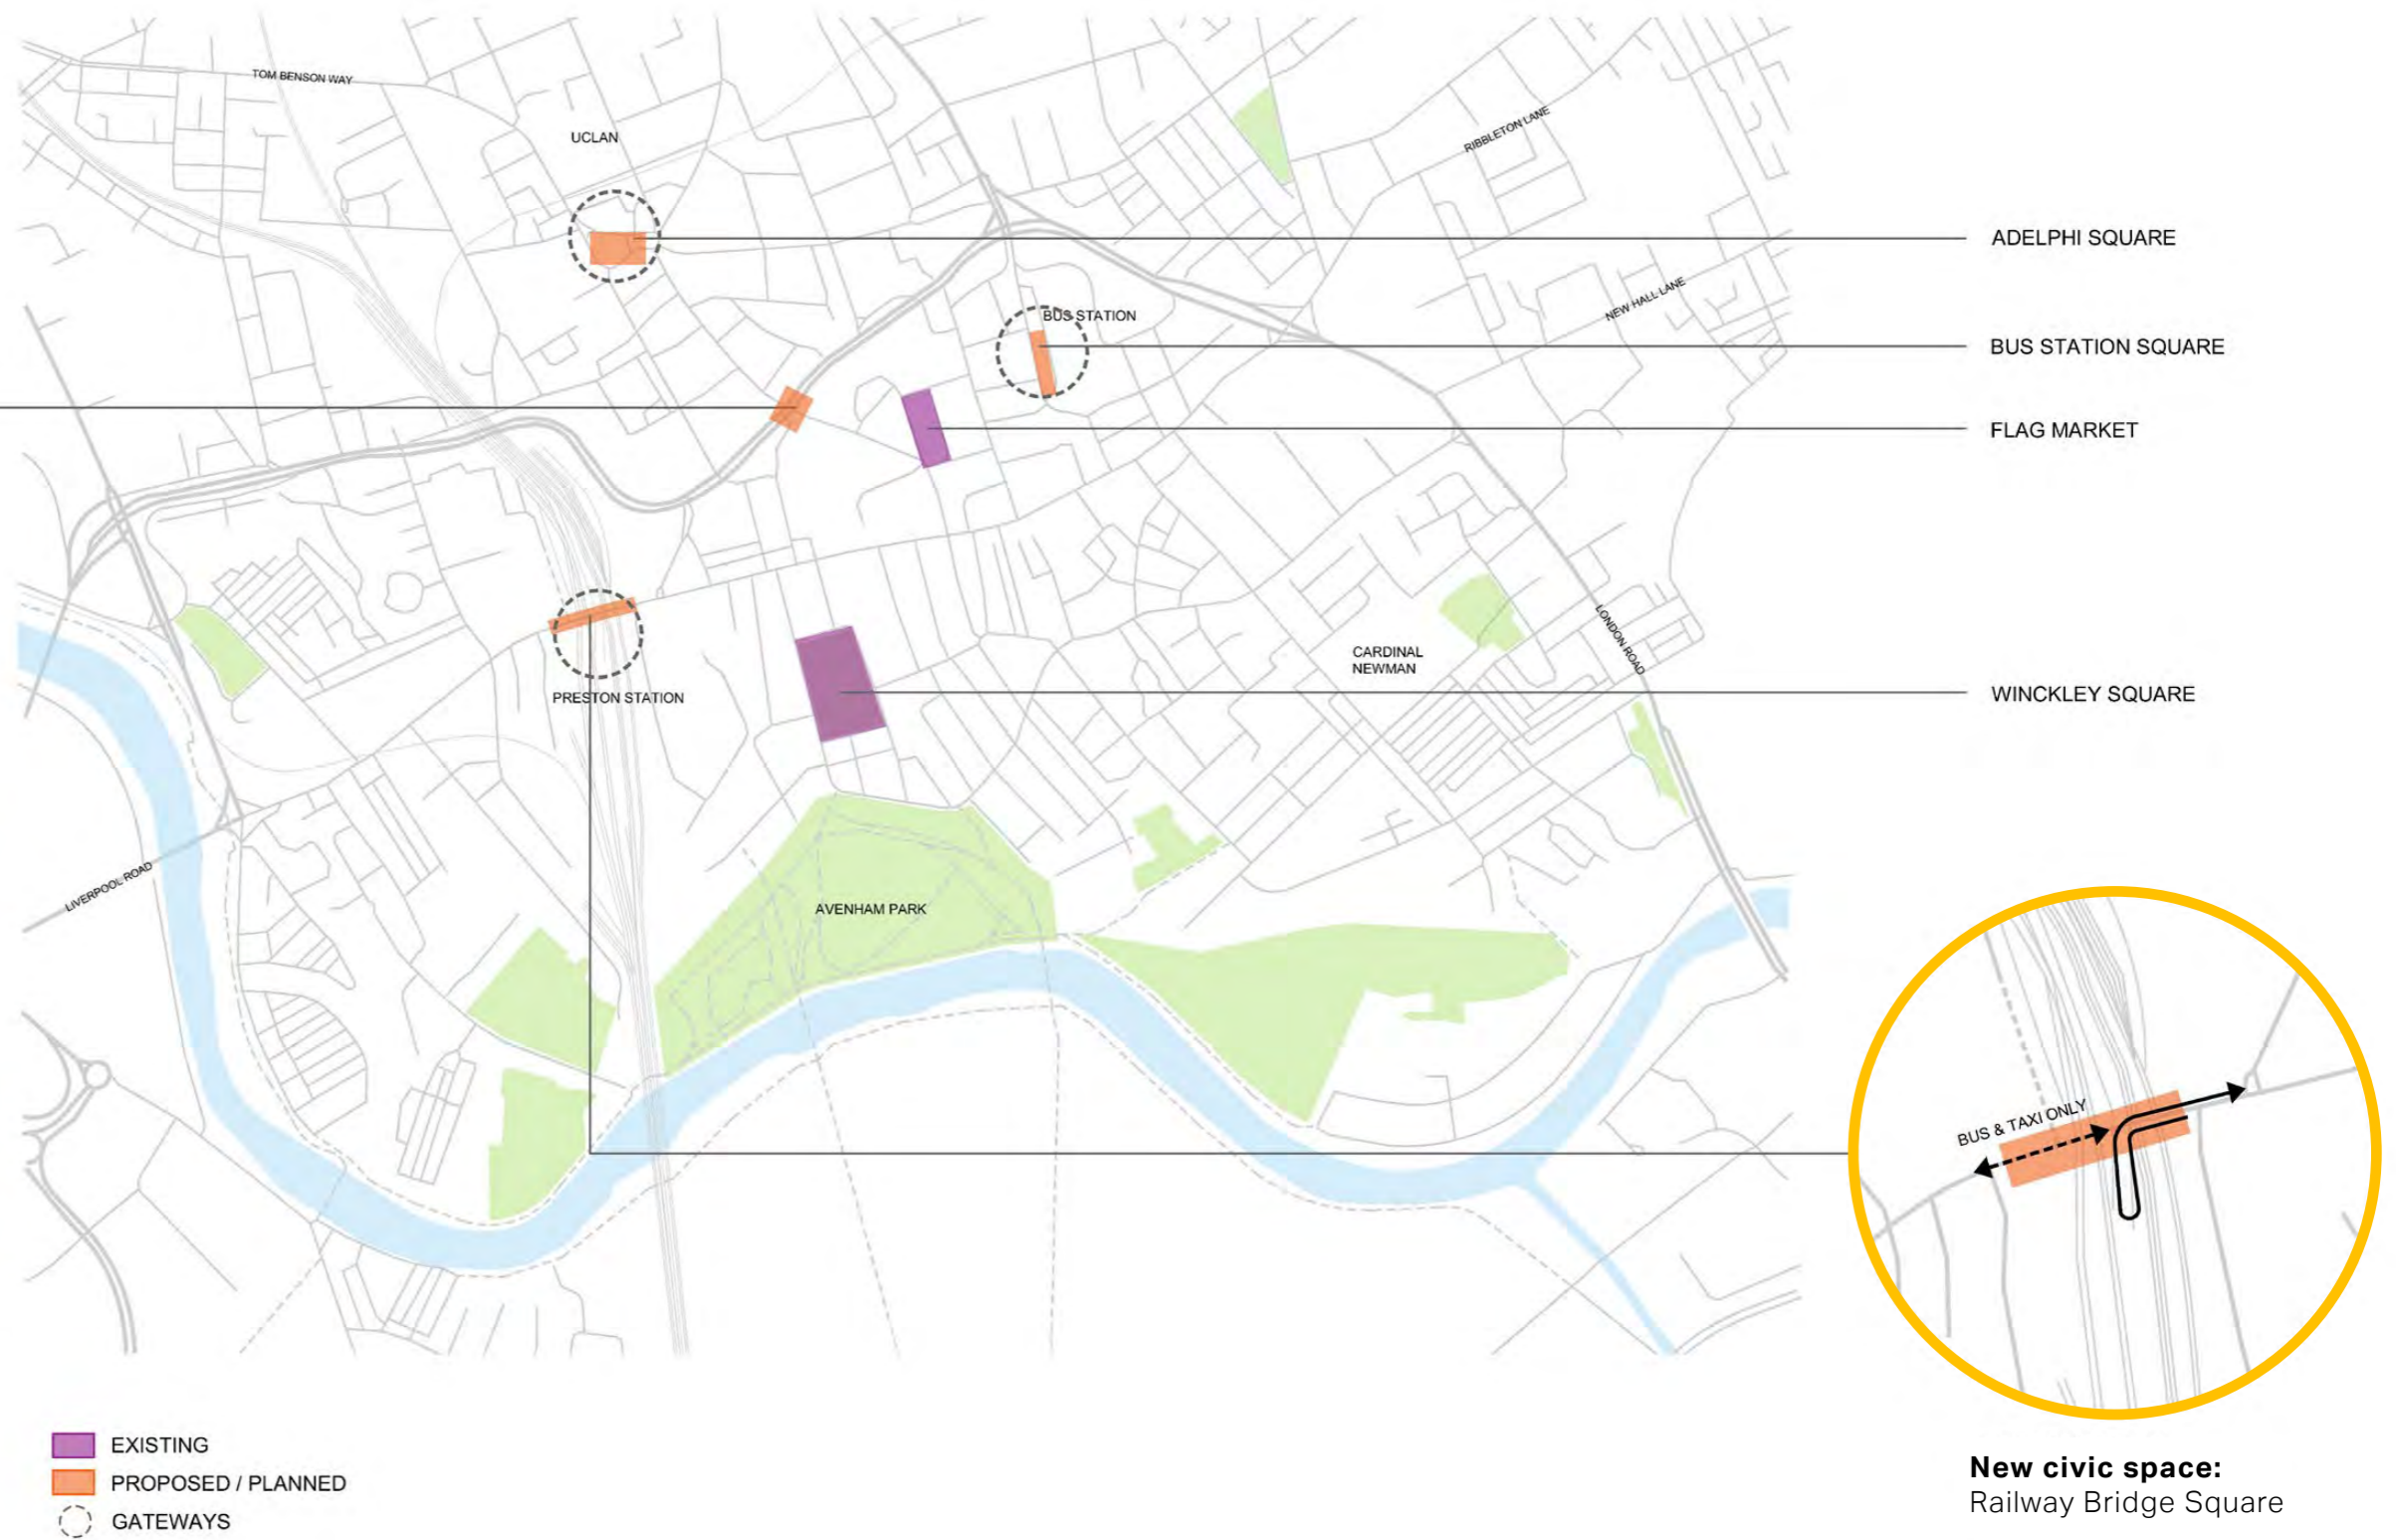 TOM BENSON WAY
UCLAN
RIBBLETON LANE
ADELPHI SQUARE
NEW HALL LANE
BUS STATION
BUS STATION SQUARE
FLAG MARKET
LONDON ROAD
CARDINAL
NEWMAN
PRESTON STATION
WINCKLEY SQUARE
LIVERPOOL ROAD
AVENHAM PARK
BUS & TAXI ONLY
EXISTING
PROPOSED / PLANNED
GATEWAYS
New civic space:
Railway Bridge Square